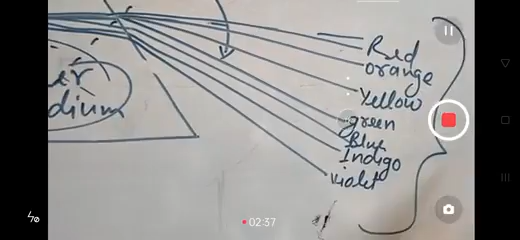 Red
orange
Yellow
green
Blue
Indigo
violet
dium
02:37